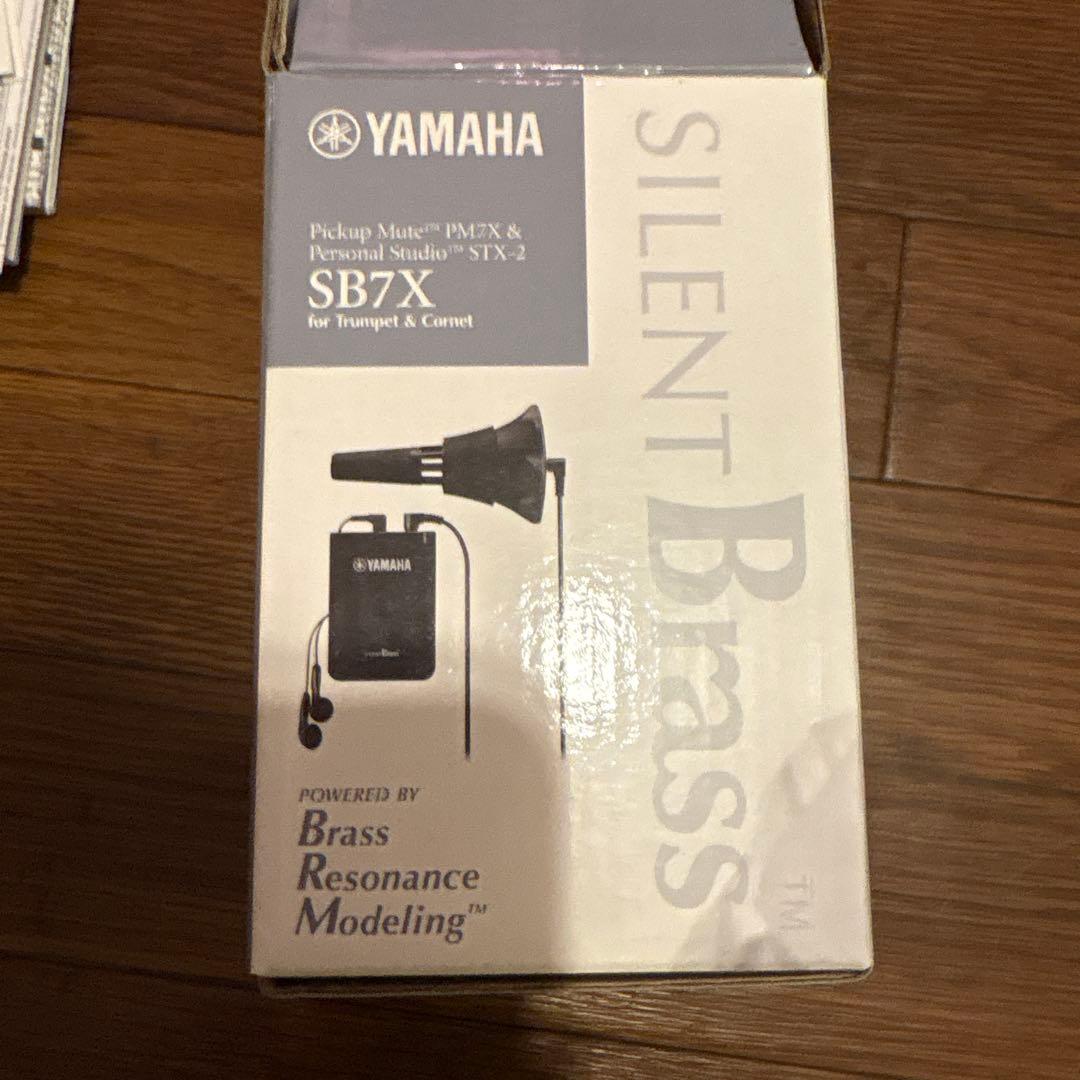 YAMAHA
Pickup Mute™ PM7X &
Personal Studio™ STX-2
SB7X
for Trumpet & Cornet
SILENT Brass™
YAMAHA
POWERED BY
Brass
Resonance
Modeling™